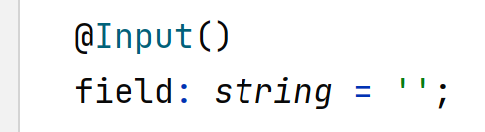 @Input()
field: string = '';